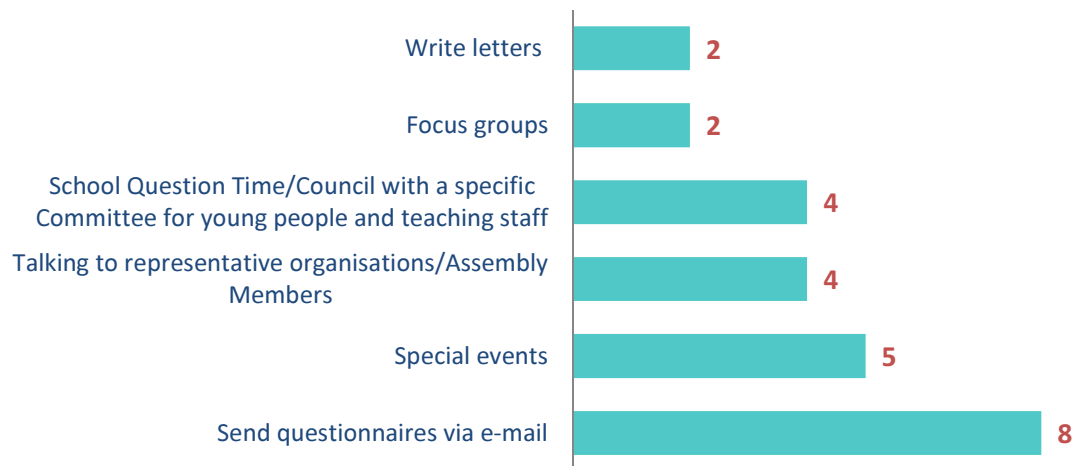 Write letters
2
Focus groups
2
School Question Time/Council with a specific
Committee for young people and teaching staff
4
Talking to representative organisations/Assembly
Members
4
Special events
5
Send questionnaires via e-mail
8